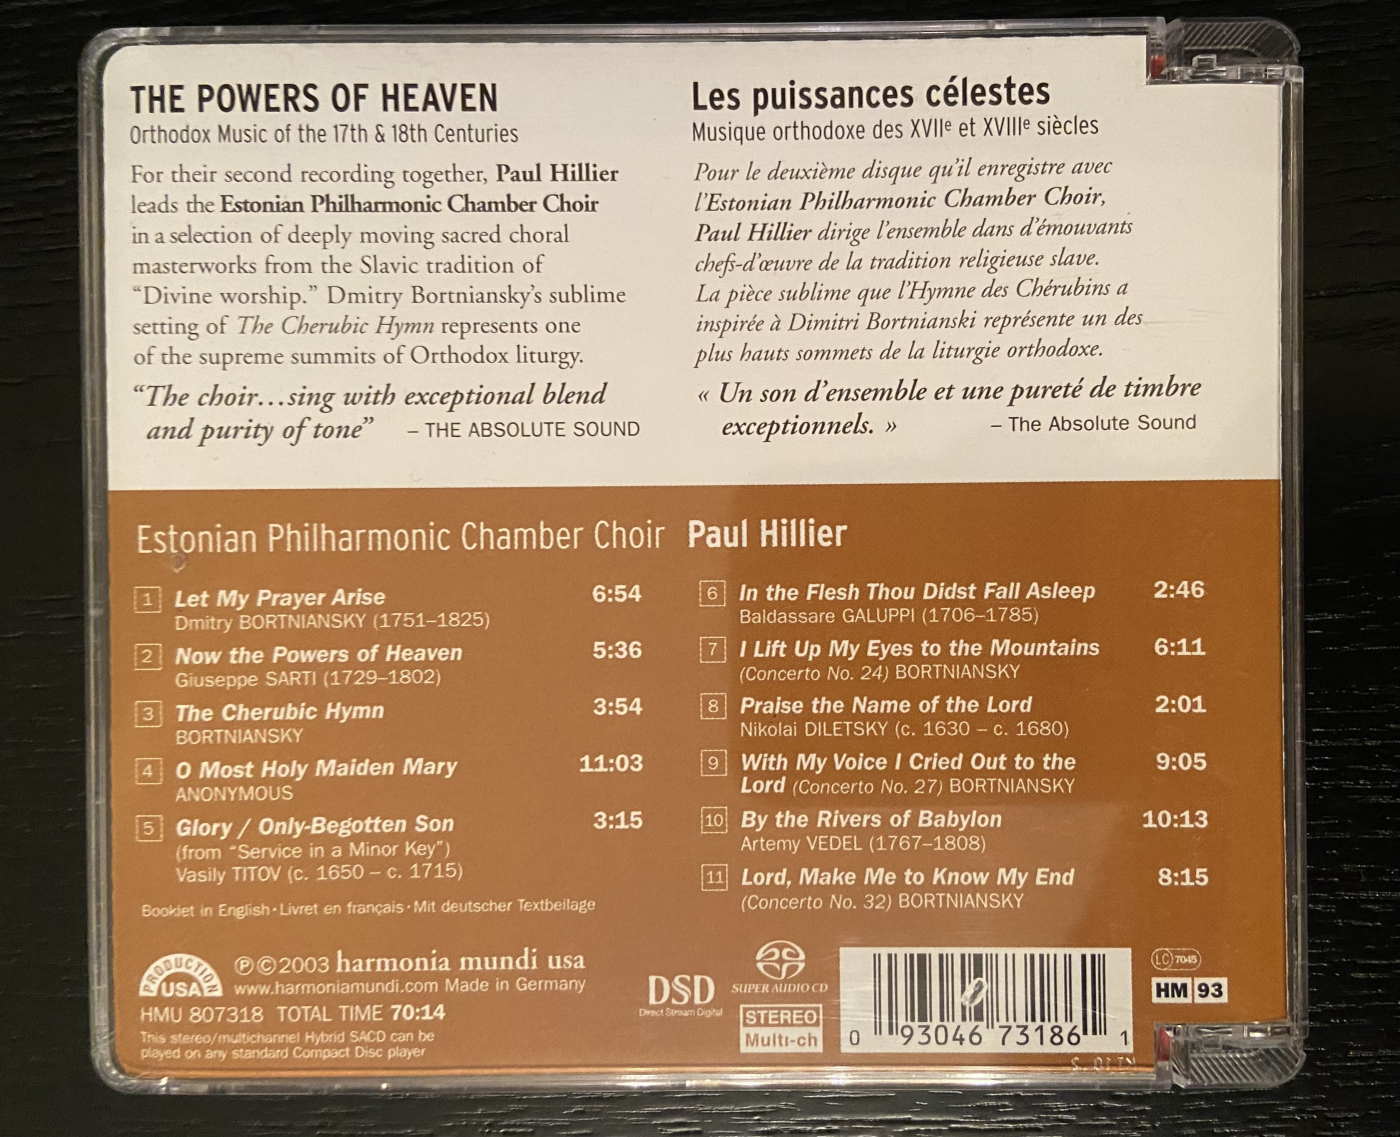 THE POWERS OF HEAVEN
Orthodox Music of the 17th & 18th Centuries
For their second recording together, Paul Hillier
leads the Estonian Philharmonic Chamber Choir
in a selection of deeply moving sacred choral
masterworks from the Slavic tradition of
“Divine worship.” Dmitry Bortniansky’s sublime
setting of The Cherubic Hymn represents one
of the supreme summits of Orthodox liturgy.
“The choir…sing with exceptional blend
and purity of tone” – THE ABSOLUTE SOUND
Les puissances célestes
Musique orthodoxe des XVIIe et XVIIIe siècles
Pour le deuxième disque qu’il enregistre avec
l’Estonian Philharmonic Chamber Choir,
Paul Hillier dirige l’ensemble dans d’émouvants
chefs-d’œuvre de la tradition religieuse slave.
La pièce sublime que l’Hymne des Chérubins a
inspirée à Dimitri Bortnianski représente un des
plus hauts sommets de la liturgie orthodoxe.
« Un son d’ensemble et une pureté de timbre
exceptionnels. » – The Absolute Sound
Estonian Philharmonic Chamber Choir Paul Hillier
1 Let My Prayer Arise 6:54
Dmitry BORTNIANSKY (1751–1825)
2 Now the Powers of Heaven 5:36
Giuseppe SARTI (1729–1802)
3 The Cherubic Hymn 3:54
BORTNIANSKY
4 O Most Holy Maiden Mary 11:03
ANONYMOUS
5 Glory / Only-Begotten Son 3:15
(from “Service in a Minor Key”)
Vasily TITOV (c. 1650 – c. 1715)
6 In the Flesh Thou Didst Fall Asleep 2:46
Baldassare GALUPPI (1706–1785)
7 I Lift Up My Eyes to the Mountains 6:11
(Concerto No. 24) BORTNIANSKY
8 Praise the Name of the Lord 2:01
Nikolai DILETSKY (c. 1630 – c. 1680)
9 With My Voice I Cried Out to the 9:05
Lord (Concerto No. 27) BORTNIANSKY
10 By the Rivers of Babylon 10:13
Artemy VEDEL (1767–1808)
11 Lord, Make Me to Know My End 8:15
(Concerto No. 32) BORTNIANSKY
Booklet in English · Livret en français · Mit deutscher Textbeilage
PRODUCTION
USA
℗©2003 harmonia mundi usa
www.harmoniamundi.com Made in Germany
HMU 807318 TOTAL TIME 70:14
This stereo/multichannel Hybrid SACD can be
played on any standard Compact Disc player
DSD
Direct Stream Digital
SUPER AUDIO CD
STEREO
Multi-ch
0 93046 73186 1
LC 7045
HM 93